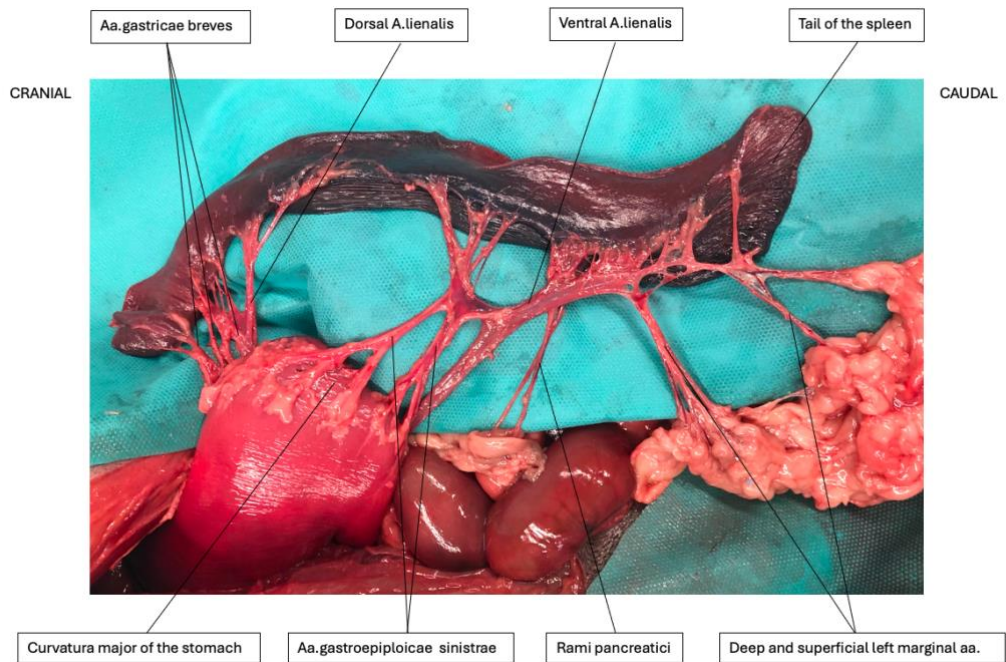 Aa.gastricae breves
Dorsal A.lienalis
Ventral A.lienalis
Tail of the spleen
CRANIAL
CAUDAL
Curvatura major of the stomach
Aa.gastroepiploicae sinistrae
Rami pancreatici
Deep and superficial left marginal aa.